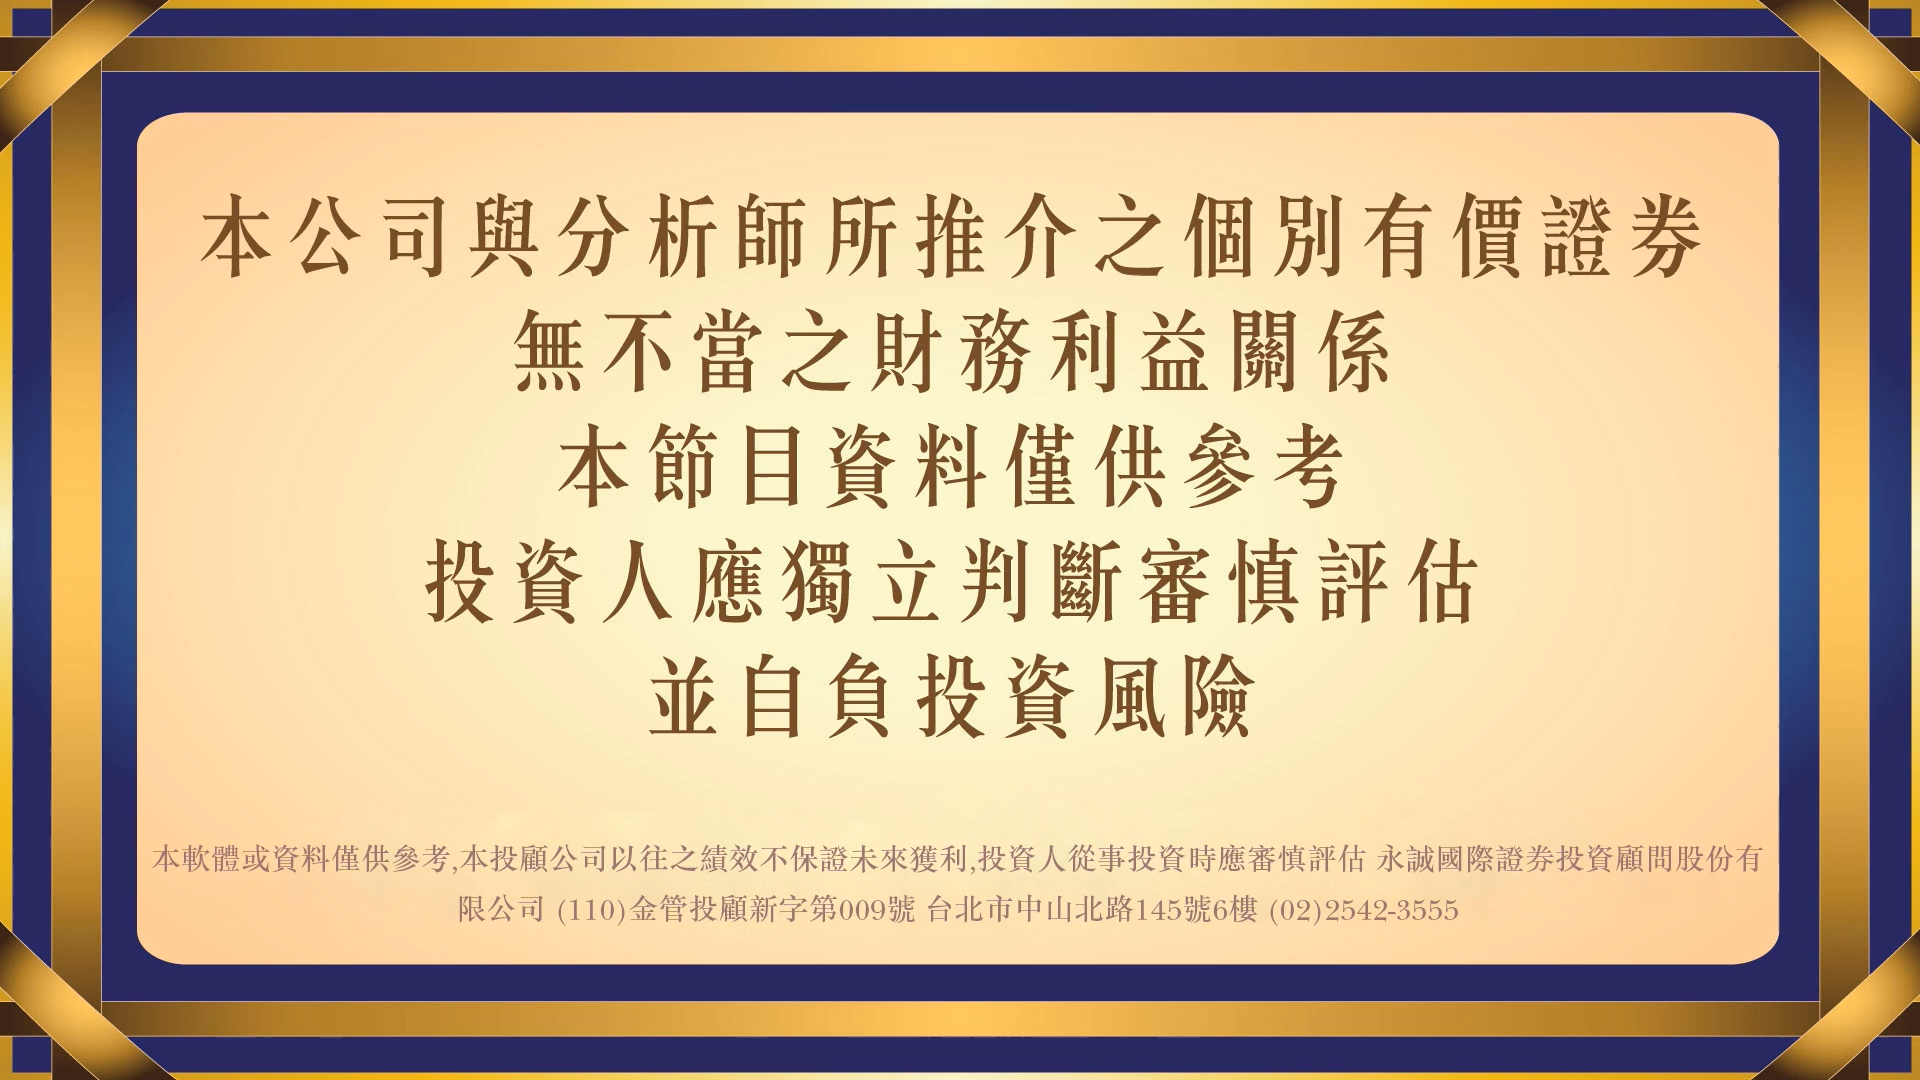 本公司與分析師所推介之個別有價證券
無不當之財務利益關係
本節目資料僅供參考
投資人應獨立判斷審慎評估
並自負投資風險
本軟體或資料僅供參考,本投顧公司以往之績效不保證未來獲利,投資人從事投資時應審慎評估 永誠國際證券投資顧問股份有
限公司 (110)金管投顧新字第009號 台北市中山北路145號6樓 (02)2542-3555